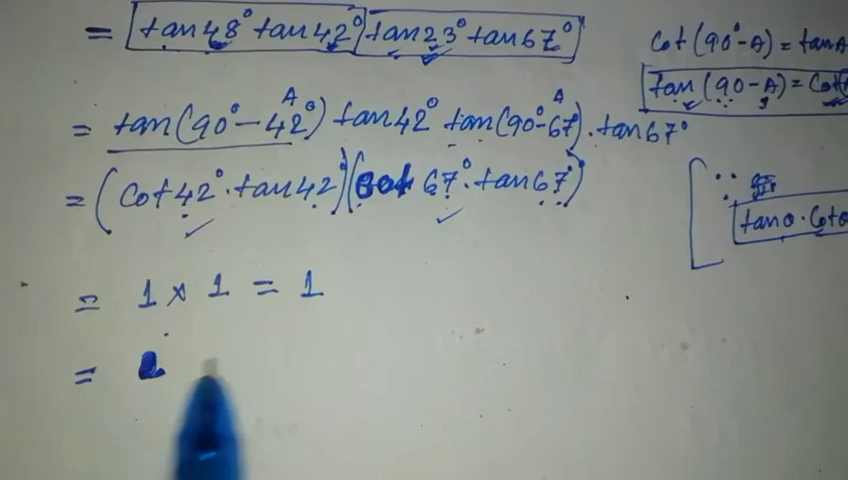 = tan48° tan42° tan23° tan67°
cot(90°-A) = tanA
tan(90-A) = Cot
A A
= tan(90°-42°) tan42° tan(90°-67) . tan67°
= (Cot42°.tan42°)(cot 67°.tan67°)
∵
tanθ.Cotθ
= 1 × 1 = 1
=